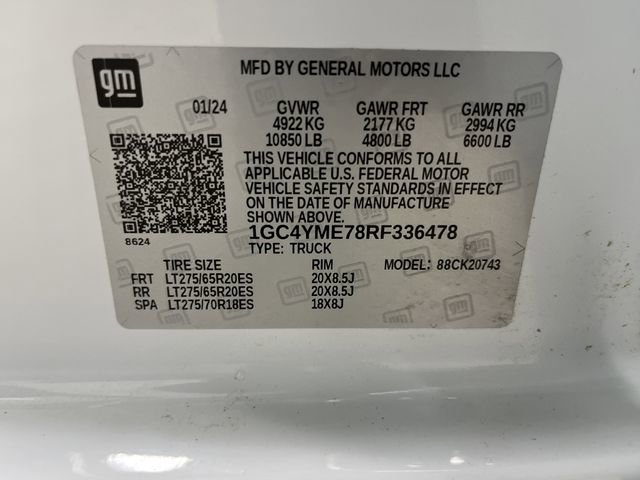 gm
MFD BY GENERAL MOTORS LLC
01/24 GVWR GAWR FRT GAWR RR
4922 KG 2177 KG 2994 KG
10850 LB 4800 LB 6600 LB
THIS VEHICLE CONFORMS TO ALL
APPLICABLE U.S. FEDERAL MOTOR
VEHICLE SAFETY STANDARDS IN EFFECT
ON THE DATE OF MANUFACTURE
SHOWN ABOVE.
8624
1GC4YME78RF336478
TYPE: TRUCK
TIRE SIZE RIM MODEL: 88CK20743
FRT LT275/65R20ES 20X8.5J
RR LT275/65R20ES 20X8.5J
SPA LT275/70R18ES 18X8J